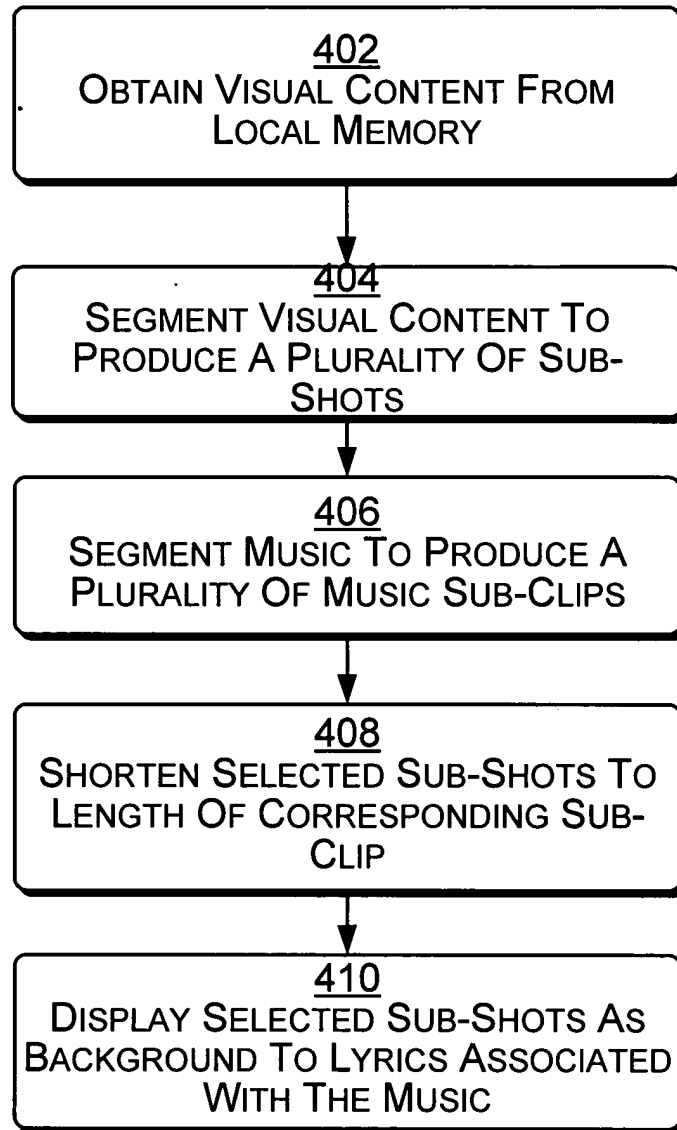 402
OBTAIN VISUAL CONTENT FROM
LOCAL MEMORY
404
SEGMENT VISUAL CONTENT TO
PRODUCE A PLURALITY OF SUB-
SHOTS
406
SEGMENT MUSIC TO PRODUCE A
PLURALITY OF MUSIC SUB-CLIPS
408
SHORTEN SELECTED SUB-SHOTS TO
LENGTH OF CORRESPONDING SUB-
CLIP
410
DISPLAY SELECTED SUB-SHOTS AS
BACKGROUND TO LYRICS ASSOCIATED
WITH THE MUSIC